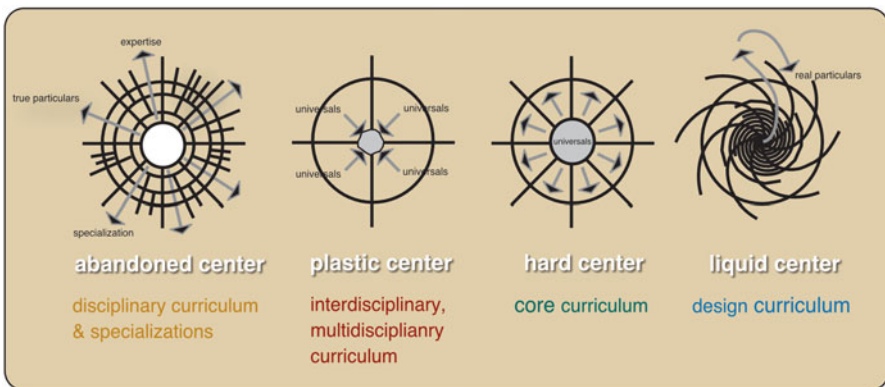 expertise
true particulars
specialization
abandoned center
disciplinary curriculum
& specializations
universals
universals
universals
universals
plastic center
interdisciplinary,
multidisciplianry
curriculum
universals
hard center
core curriculum
real particulars
liquid center
design curriculum